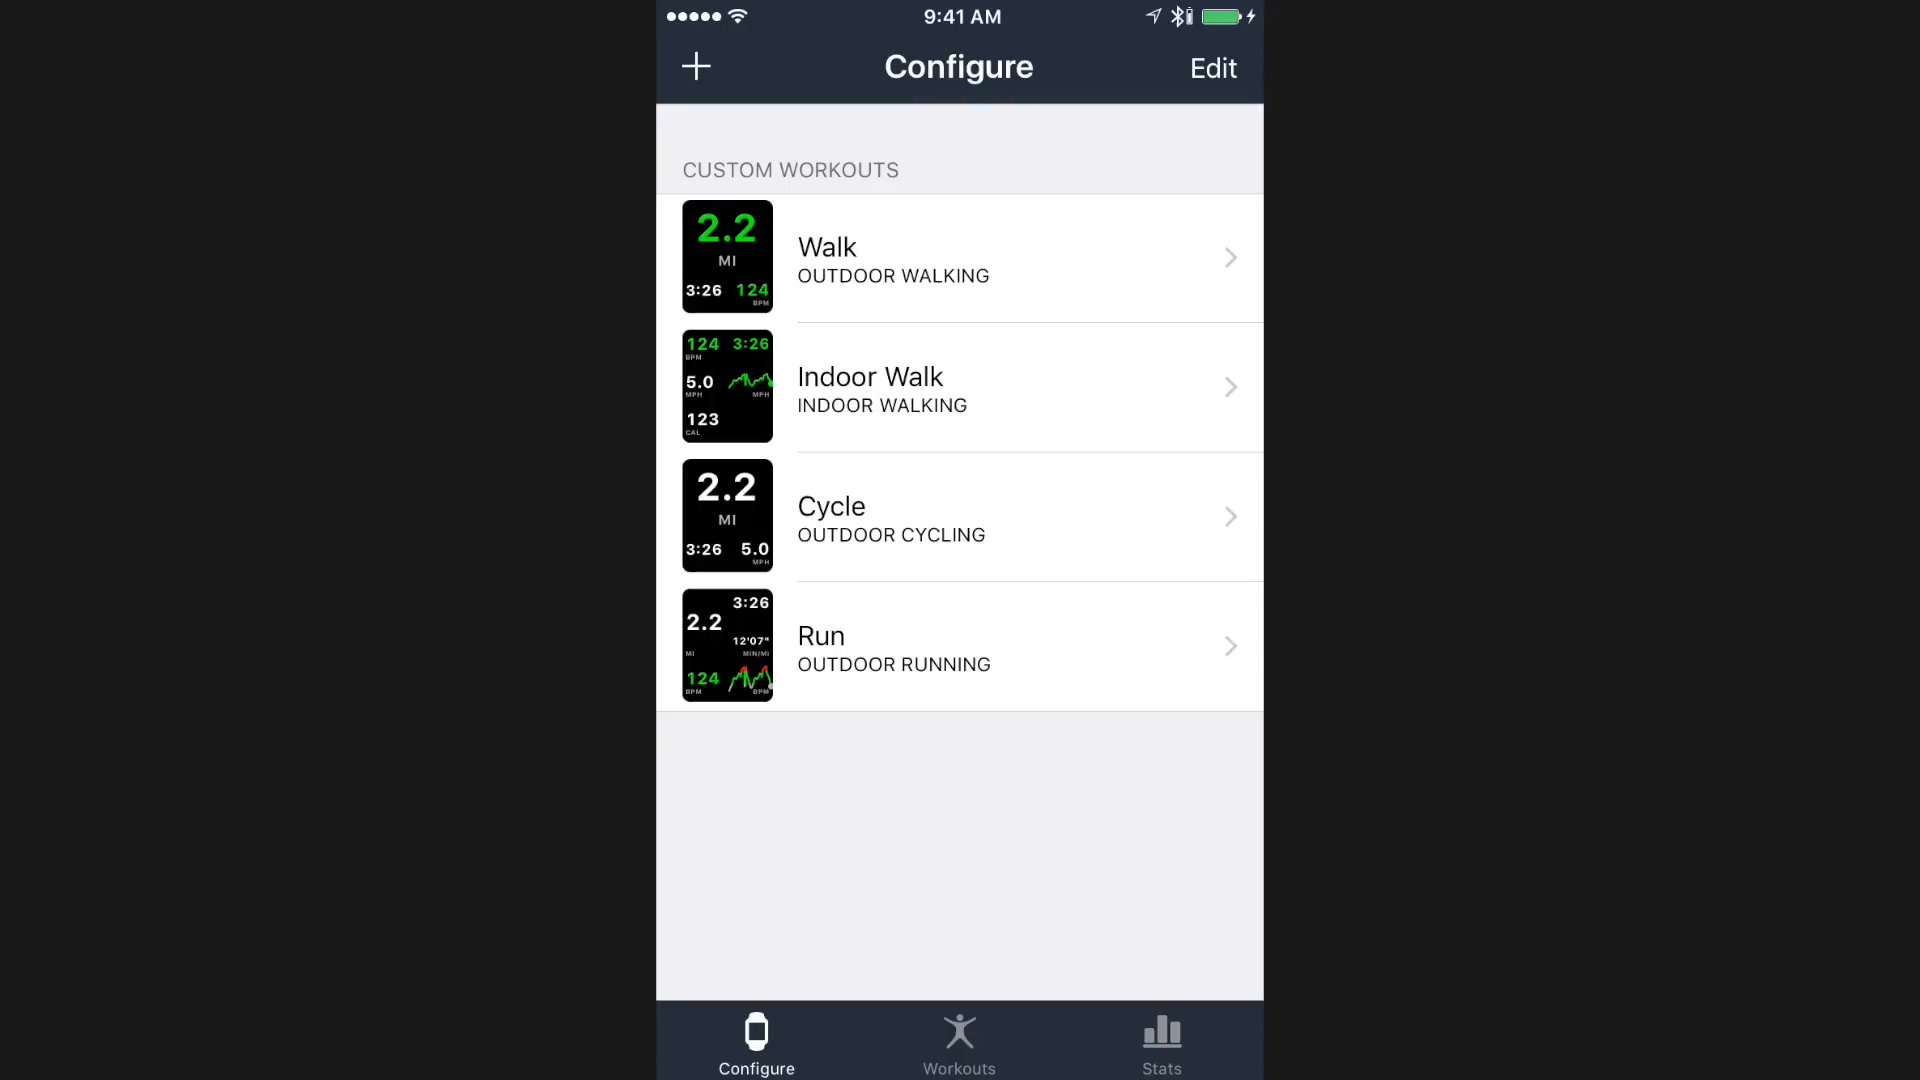 9:41 AM
Configure
Edit
CUSTOM WORKOUTS
2.2
MI
3:26 124
BPM
Walk
OUTDOOR WALKING
124 3:26
BPM
5.0
MPH MPH
123
CAL
Indoor Walk
INDOOR WALKING
2.2
MI
3:26 5.0
MPH
Cycle
OUTDOOR CYCLING
3:26
2.2
12'07"
MI MIN/MI
124
BPM BPM
Run
OUTDOOR RUNNING
Configure
Workouts
Stats